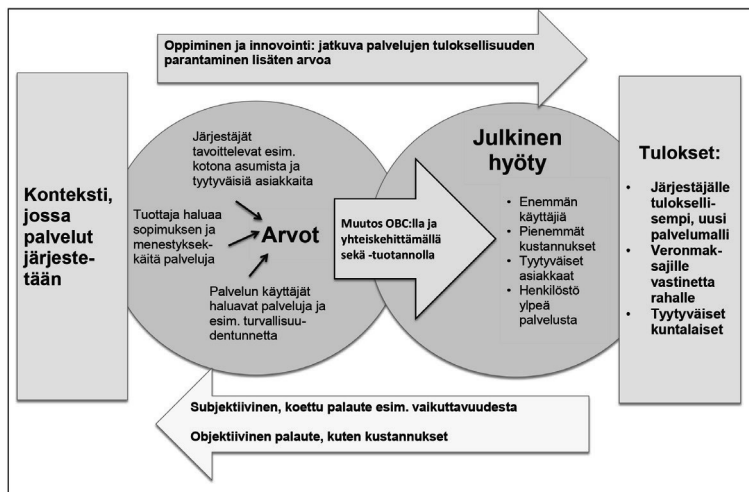 Oppiminen ja innovointi: jatkuva palvelujen tuloksellisuuden
parantaminen lisäten arvoa
Konteksti,
jossa
palvelut
järjeste-
tään
Järjestäjät
tavoittelevat esim.
kotona asumista ja
tyytyväisiä asiakkaita
Tuottaja haluaa
sopimuksen ja
menestyksek-
käitä palveluja
Arvot
Palvelun käyttäjät
haluavat palveluja ja
esim. turvallisuu-
dentunnetta
Muutos OBC:lla ja
yhteiskehittämällä
sekä -tuotannolla
Julkinen
hyöty
• Enemmän
käyttäjiä
• Pienemmät
kustannukset
• Tyytyväiset
asiakkaat
• Henkilöstö
ylpeä
palvelusta
Tulokset:
• Järjestäjälle
tulokselli-
sempi, uusi
palvelumalli
• Veronmak-
sajille
vastinetta
rahalle
• Tyytyväiset
kuntalaiset
Subjektiivinen, koettu palaute esim. vaikuttavuudesta
Objektiivinen palaute, kuten kustannukset